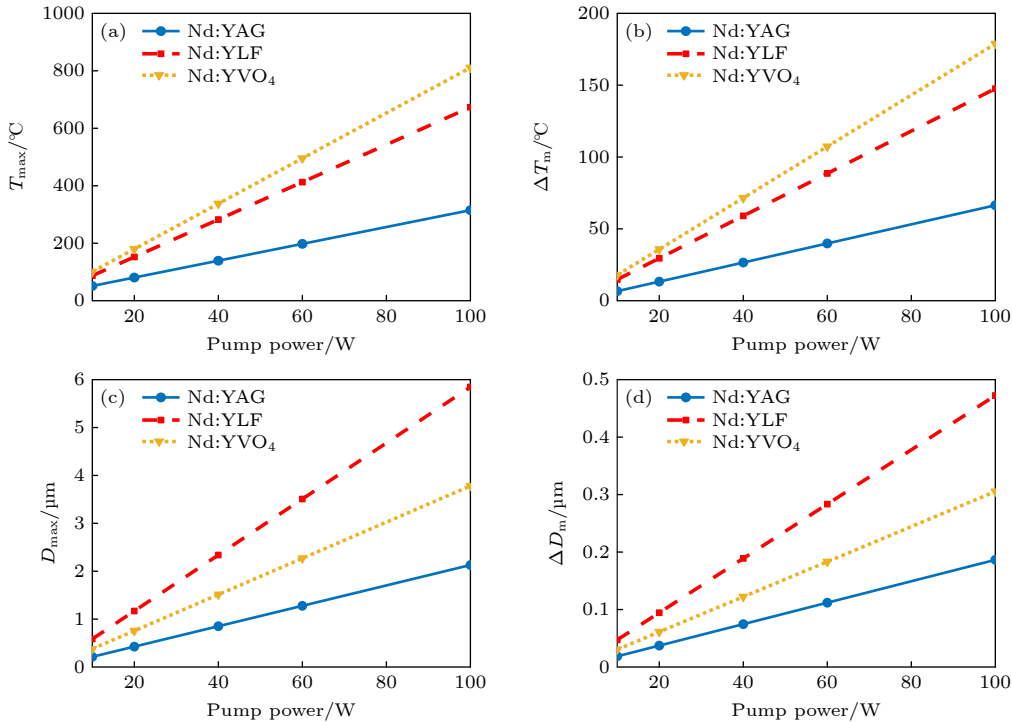 (a)
Nd:YAG
Nd:YLF
Nd:YVO₄
1000
800
600
400
200
0
T_max/℃
20 40 60 80 100
Pump power/W
(b)
Nd:YAG
Nd:YLF
Nd:YVO₄
200
150
100
50
0
ΔT_m/℃
20 40 60 80 100
Pump power/W
(c)
Nd:YAG
Nd:YLF
Nd:YVO₄
6
5
4
3
2
1
0
D_max/μm
20 40 60 80 100
Pump power/W
(d)
Nd:YAG
Nd:YLF
Nd:YVO₄
0.5
0.4
0.3
0.2
0.1
0
ΔD_m/μm
20 40 60 80 100
Pump power/W